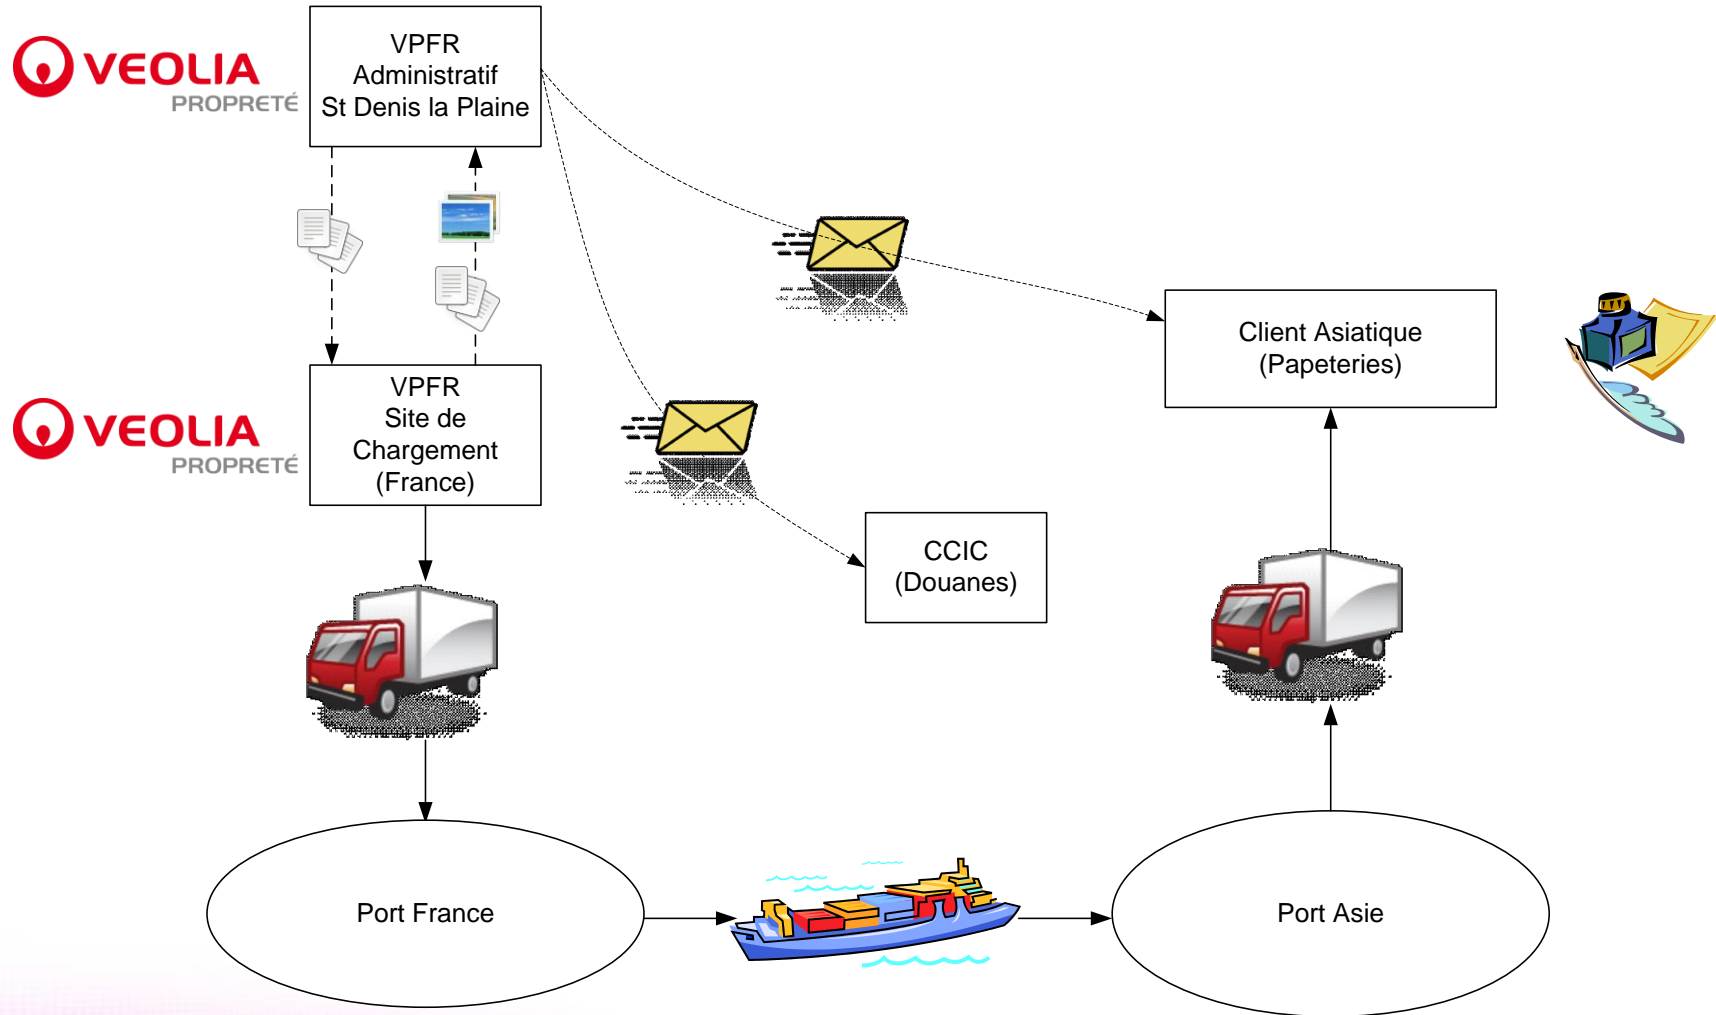 VEOLIA
PROPRETÉ
VPFR
Administratif
St Denis la Plaine
Client Asiatique
(Papeteries)
VEOLIA
PROPRETÉ
VPFR
Site de
Chargement
(France)
CCIC
(Douanes)
Port France
Port Asie